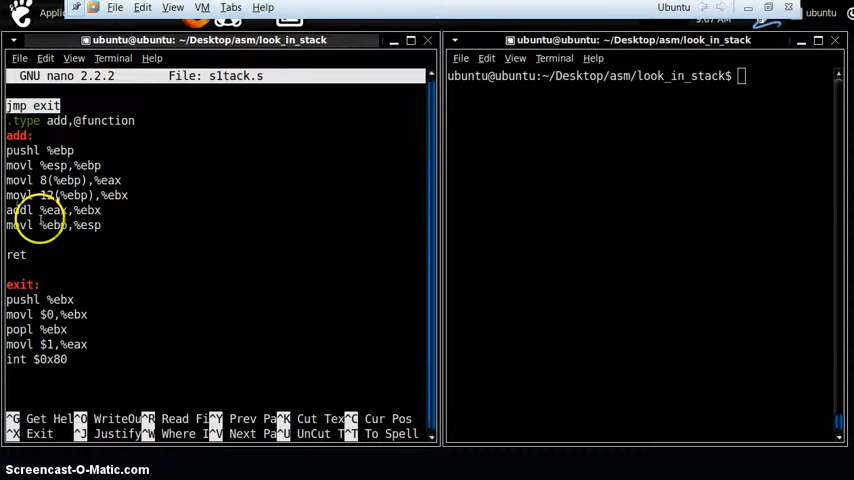 Applic
File Edit View VM Tabs Help
Ubuntu
ubuntu
ubuntu@ubuntu: ~/Desktop/asm/look_in_stack
File Edit View Terminal Help
GNU nano 2.2.2 File: s1tack.s
jmp exit
.type add,@function
add:
pushl %ebp
movl %esp,%ebp
movl 8(%ebp),%eax
movl 12(%ebp),%ebx
addl %eax,%ebx
movl %ebp,%esp
ret
exit:
pushl %ebx
movl $0,%ebx
popl %ebx
movl $1,%eax
int $0x80
^G Get Hel^O WriteOu^R Read Fi^Y Prev Pa^K Cut Tex^C Cur Pos
^X Exit ^J Justify^W Where I^V Next Pa^U UnCut T^T To Spell
ubuntu@ubuntu: ~/Desktop/asm/look_in_stack
File Edit View Terminal Help
ubuntu@ubuntu:~/Desktop/asm/look_in_stack$
Screencast-O-Matic.com